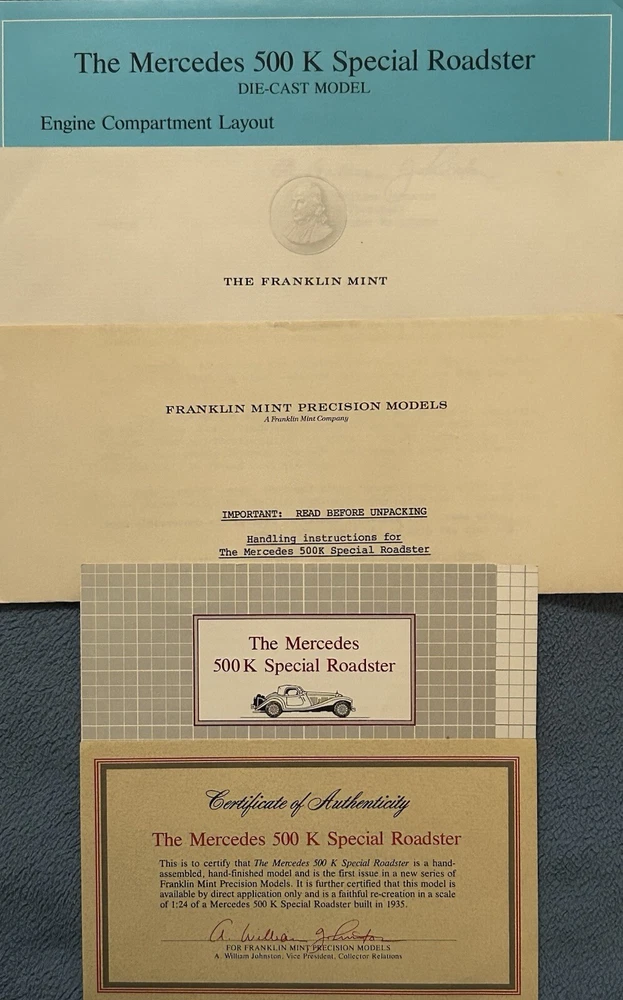 The Mercedes 500 K Special Roadster
DIE-CAST MODEL
Engine Compartment Layout
THE FRANKLIN MINT
FRANKLIN MINT PRECISION MODELS
A Franklin Mint Company
IMPORTANT: READ BEFORE UNPACKING
Handling instructions for
The Mercedes 500K Special Roadster
The Mercedes
500 K Special Roadster
Certificate of Authenticity
The Mercedes 500 K Special Roadster
This is to certify that The Mercedes 500 K Special Roadster is a hand-
assembled, hand-finished model and is the first issue in a new series of
Franklin Mint Precision Models. It is further certified that this model is
available by direct application only and is a faithful re-creation in a scale
of 1:24 of a Mercedes 500 K Special Roadster built in 1935.
A. William Johnston
FOR FRANKLIN MINT PRECISION MODELS
A. William Johnston, Vice President, Collector Relations